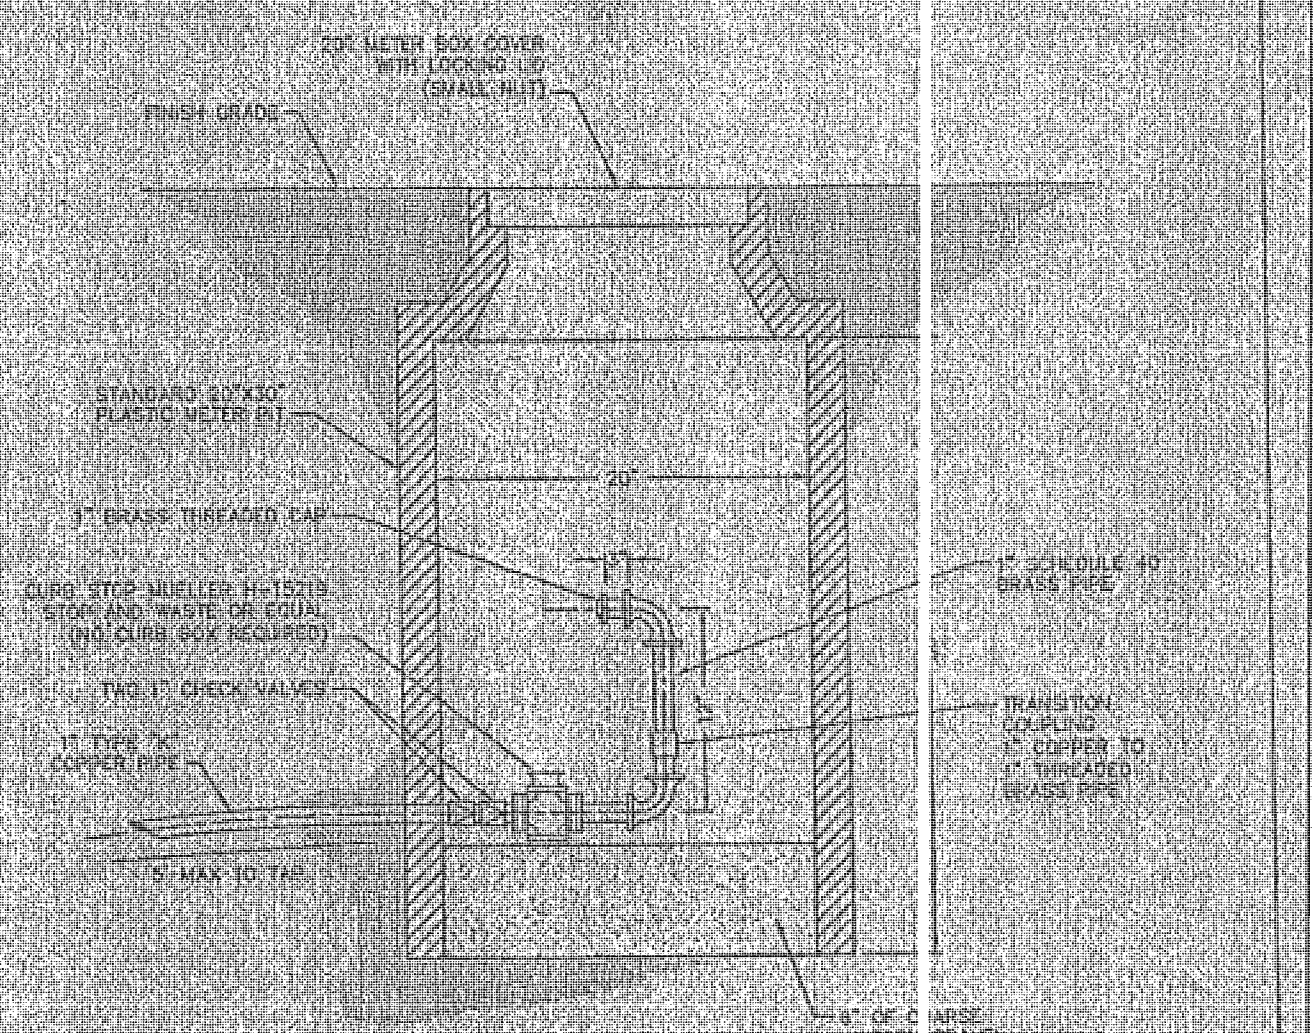 20" METER BOX COVER
WITH LOCKING LID
(SMALL NUT)
FINISH GRADE
STANDARD 20"X30"
PLASTIC METER PIT
20"
1" BRASS THREADED CAP
CURB STOP MUELLER H-15219
STOP AND WASTE OR EQUAL
(NO CURB BOX REQUIRED)
1" SCHEDULE 40
BRASS PIPE
TWO 1" CHECK VALVES
TRANSITION
COUPLING
1" COPPER TO
1" THREADED
BRASS PIPE
1" TYPE "K"
COPPER PIPE
5' MAX TO TAP
OF COARSE